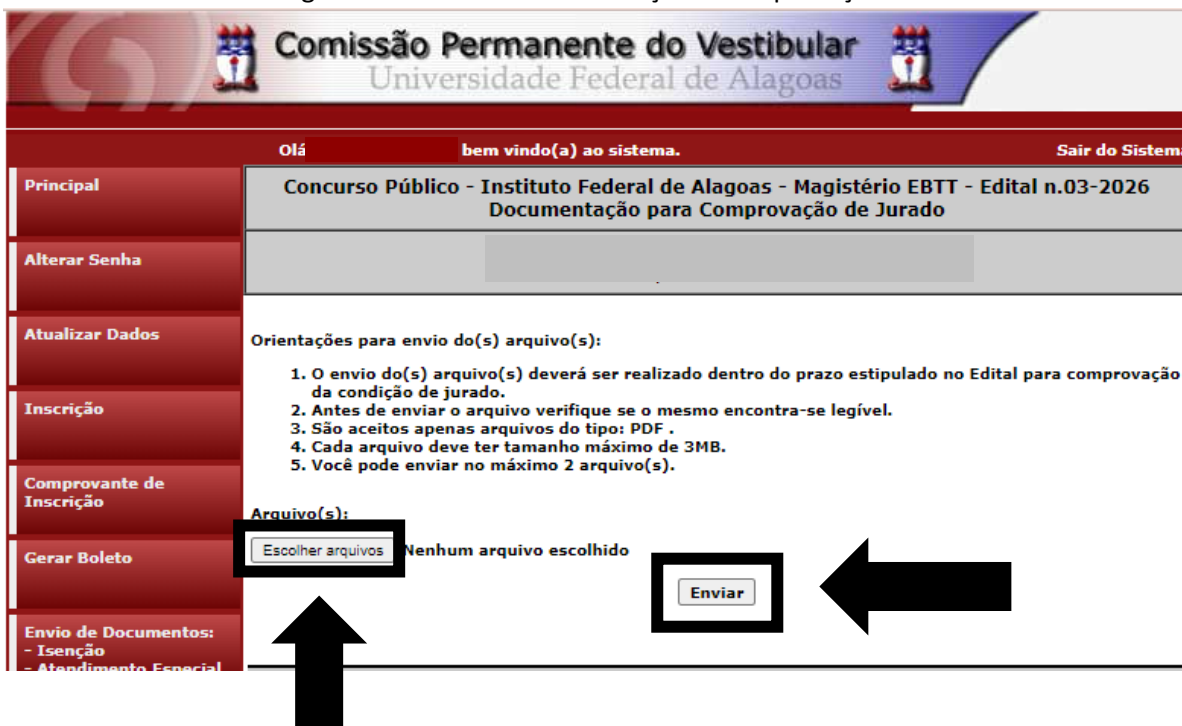 Comissão Permanente do Vestibular
Universidade Federal de Alagoas
Olá bem vindo(a) ao sistema. Sair do Sistema
Principal
Alterar Senha
Atualizar Dados
Inscrição
Comprovante de
Inscrição
Gerar Boleto
Envio de Documentos:
- Isenção
- Atendimento Especial
Concurso Público - Instituto Federal de Alagoas - Magistério EBTT - Edital n.03-2026
Documentação para Comprovação de Jurado
Orientações para envio do(s) arquivo(s):
1. O envio do(s) arquivo(s) deverá ser realizado dentro do prazo estipulado no Edital para comprovação
da condição de jurado.
2. Antes de enviar o arquivo verifique se o mesmo encontra-se legível.
3. São aceitos apenas arquivos do tipo: PDF .
4. Cada arquivo deve ter tamanho máximo de 3MB.
5. Você pode enviar no máximo 2 arquivo(s).
Arquivo(s):
Escolher arquivos Nenhum arquivo escolhido
Enviar